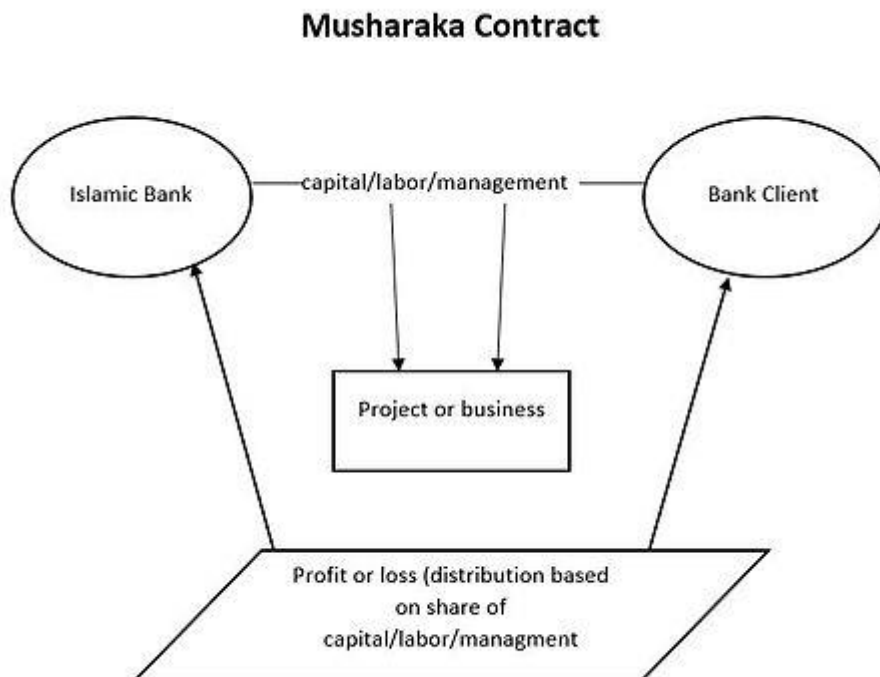 Musharaka Contract
Islamic Bank
capital/labor/management
Bank Client
Project or business
Profit or loss (distribution based
on share of
capital/labor/managment